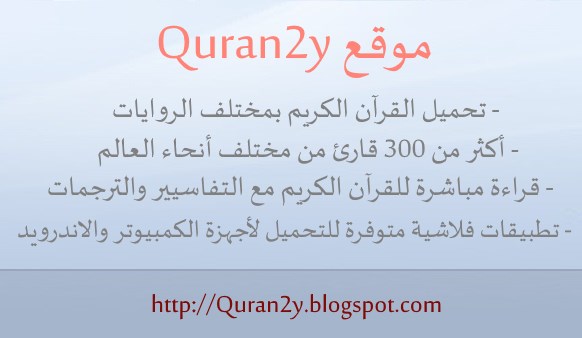 موقع Quran2y
- تحميل القرآن الكريم بمختلف الروايات
- أكثر من 300 قارئ من مختلف أنحاء العالم
- قراءة مباشرة للقرآن الكريم مع التفاسيير والترجمات
- تطبيقات فلاشية متوفرة للتحميل لأجهزة الكمبيوتر والاندرويد
http://Quran2y.blogspot.com